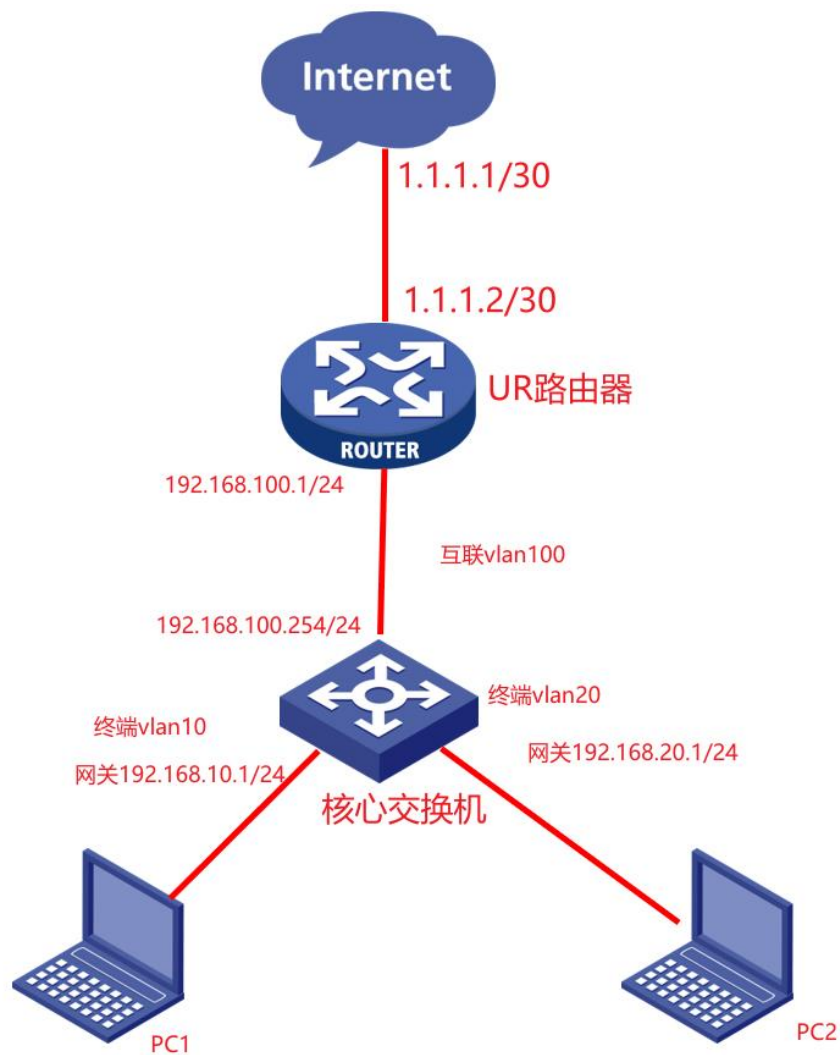 Internet
1.1.1.1/30
1.1.1.2/30
UR路由器
ROUTER
192.168.100.1/24
互联vlan100
192.168.100.254/24
终端vlan20
终端vlan10
网关192.168.20.1/24
网关192.168.10.1/24
核心交换机
PC2
PC1